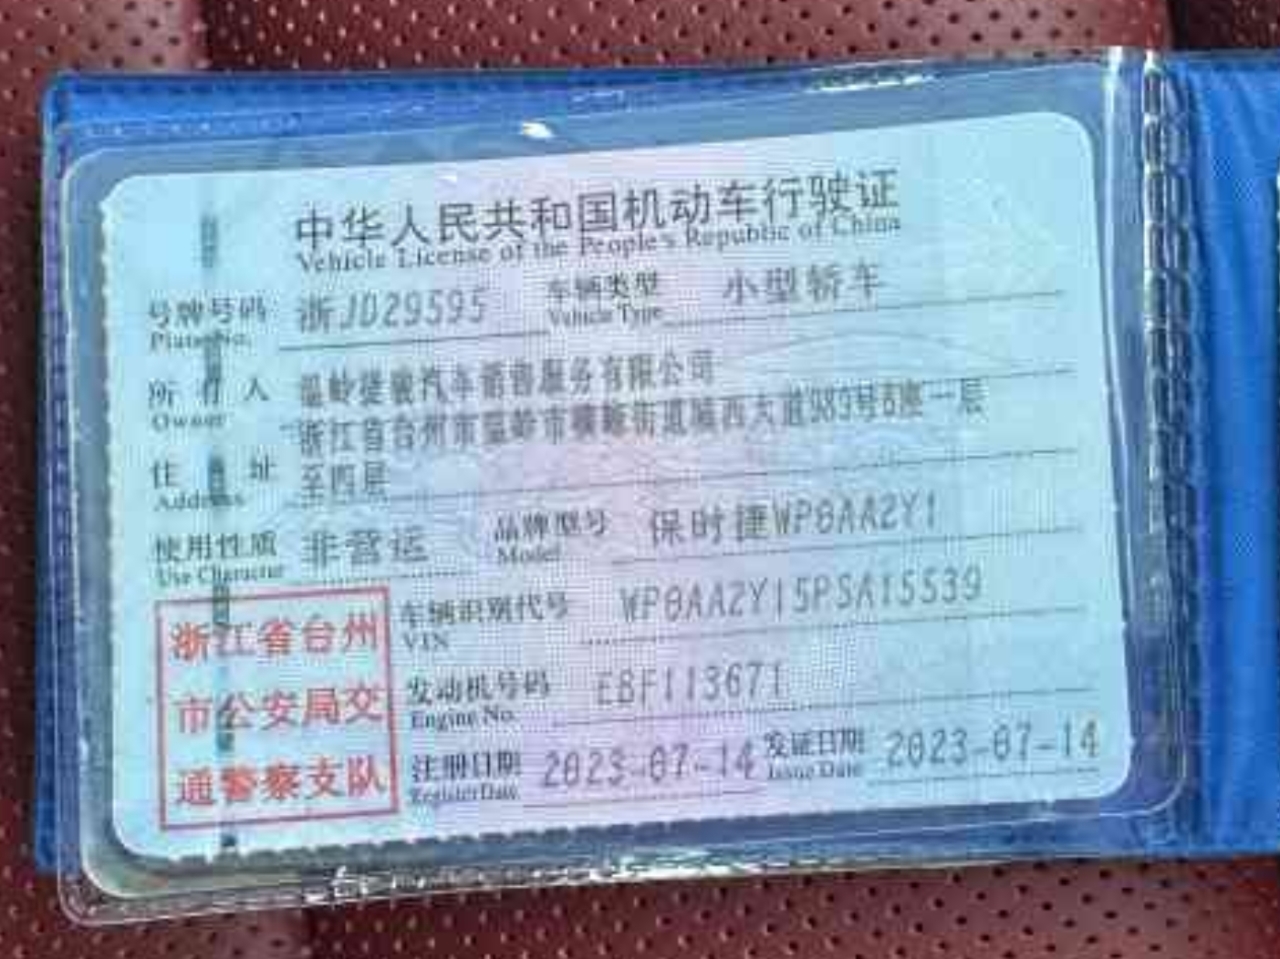 中华人民共和国机动车行驶证
Vehicle License of the People's Republic of China
号牌号码 浙JD29595 车辆类型 小型轿车
Plate No. Vehicle Type
所有人 温岭捷骏汽车销售服务有限公司
Owner
浙江省台州市温岭市横峰街道城西大道989号B座一层
住址 至四层
Address
使用性质 非营运 品牌型号 保时捷WP0AA2Y1
Use Character Model
浙江省台州
市公安局交
通警察支队
车辆识别代号 WP0AA2Y15PSA15539
VIN
发动机号码 EBF113671
Engine No.
注册日期 2023-07-14 发证日期 2023-07-14
Register Date Issue Date